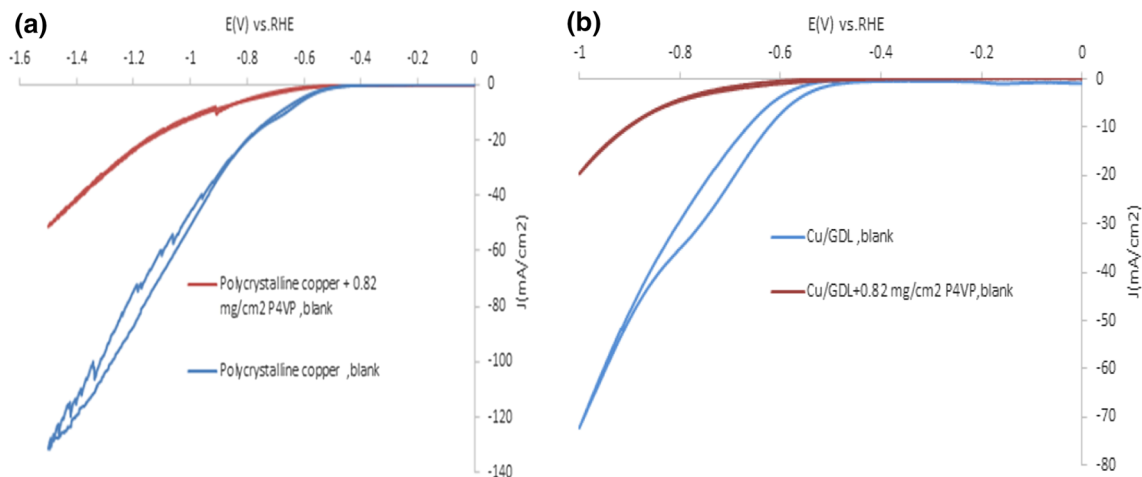 (a)
E(V) vs.RHE
-1.6 -1.4 -1.2 -1 -0.8 -0.6 -0.4 -0.2 0
0
-20
-40
-60
-80
-100
-120
-140
J(mA/cm2)
Polycrystalline copper + 0.82
mg/cm2 P4VP ,blank
Polycrystalline copper ,blank
(b)
E(V) vs.RHE
-1 -0.8 -0.6 -0.4 -0.2 0
0
-10
-20
-30
-40
-50
-60
-70
-80
J(mA/cm2)
Cu/GDL ,blank
Cu/GDL+0.82 mg/cm2 P4VP,blank